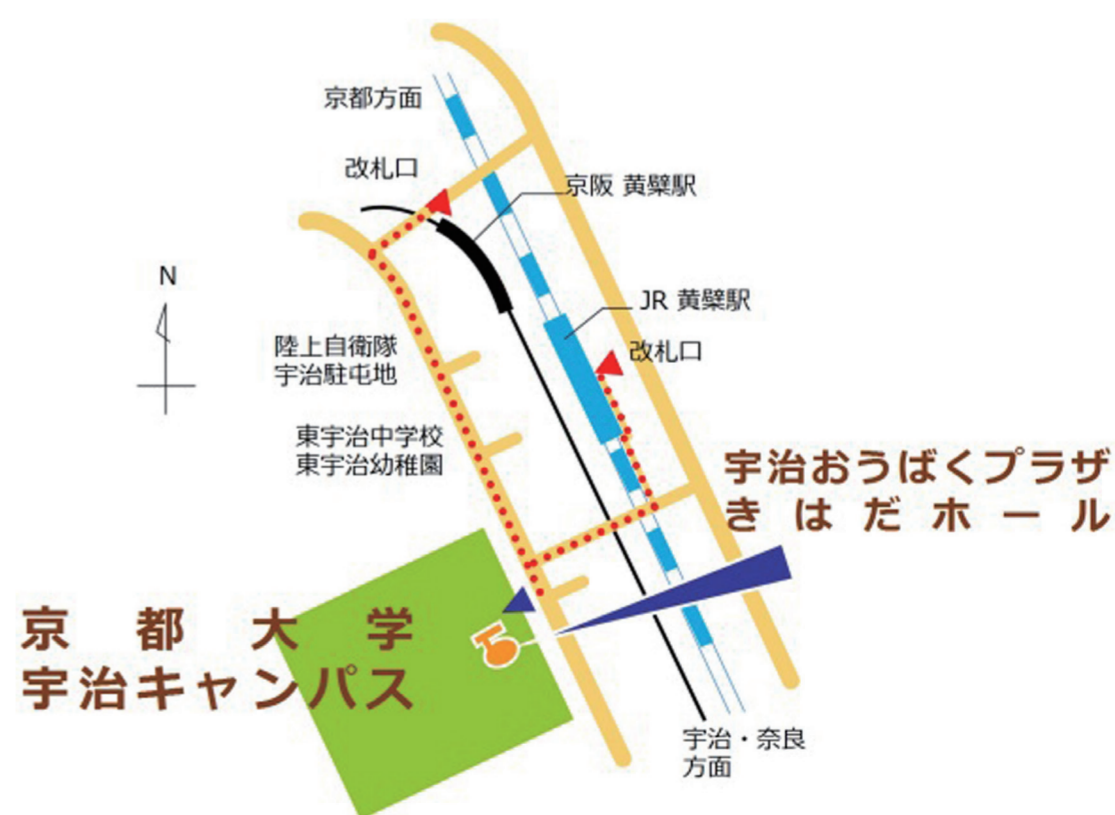 京都方面
改札口
京阪 黄檗駅
N
JR 黄檗駅
改札口
陸上自衛隊
宇治駐屯地
東宇治中学校
東宇治幼稚園
宇治おうばくプラザ
きはだホール
京都大学
宇治キャンパス
宇治・奈良
方面